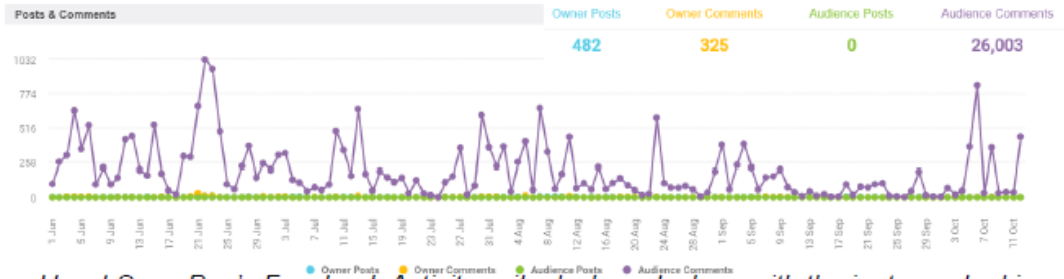 Posts & Comments
Owner Posts Owner Comments Audience Posts Audience Comments
482 325 0 26,003
1032
774
516
258
0
1 Jun 5 Jun 9 Jun 13 Jun 17 Jun 21 Jun 25 Jun 29 Jun 3 Jul 7 Jul 11 Jul 15 Jul 19 Jul 23 Jul 27 Jul 31 Jul 4 Aug 8 Aug 12 Aug 16 Aug 20 Aug 24 Aug 28 Aug 1 Sep 5 Sep 9 Sep 13 Sep 17 Sep 21 Sep 25 Sep 29 Sep 3 Oct 7 Oct 11 Oct
Owner Posts Owner Comments Audience Posts Audience Comments